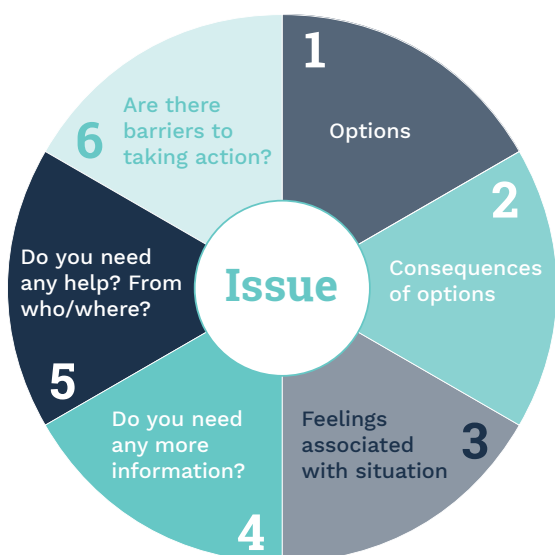 1
Options
2
Consequences
of options
3
Feelings
associated
with situation
4
Do you need
any more
information?
5
Do you need
any help? From
who/where?
6
Are there
barriers to
taking action?
Issue